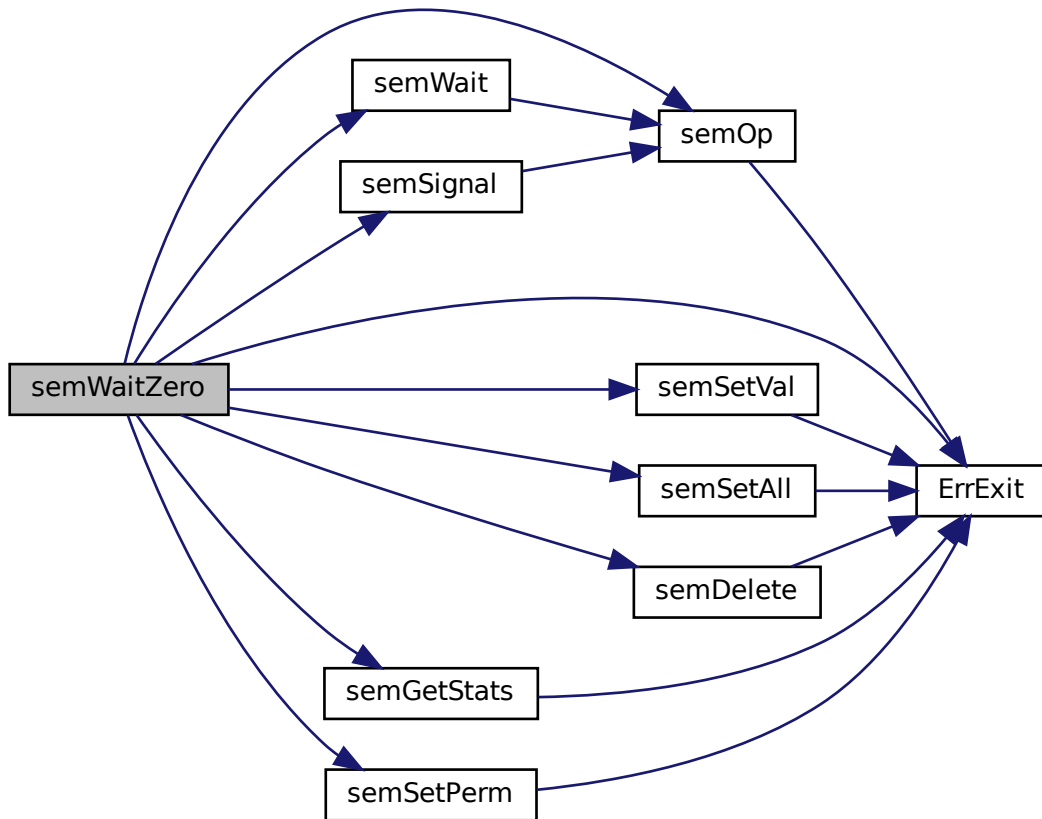 semWait
semOp
semSignal
semWaitZero
semSetVal
semSetAll
ErrExit
semDelete
semGetStats
semSetPerm